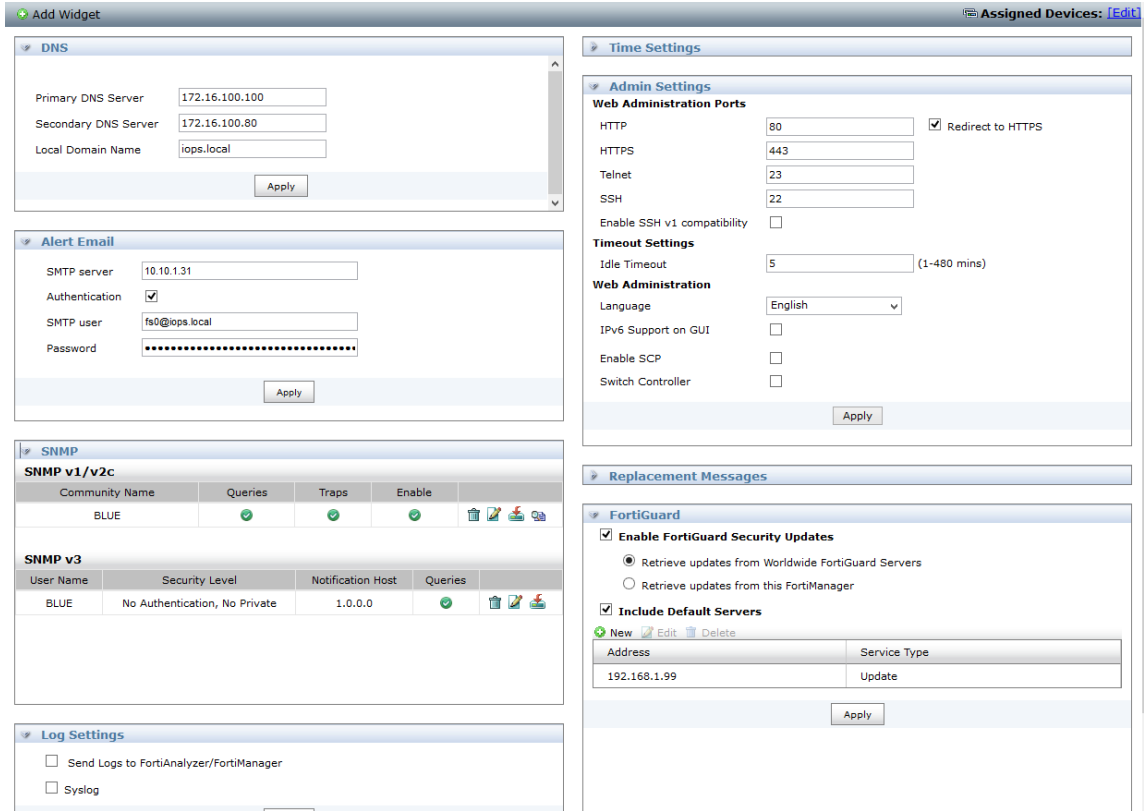 Add Widget
Assigned Devices: [Edit]
DNS
Primary DNS Server 172.16.100.100
Secondary DNS Server 172.16.100.80
Local Domain Name iops.local
Apply
Alert Email
SMTP server 10.10.1.31
Authentication
SMTP user fs0@iops.local
Password ••••••••••••••••••••••••••••••••
Apply
SNMP
SNMP v1/v2c
Community Name Queries Traps Enable
BLUE
SNMP v3
User Name Security Level Notification Host Queries
BLUE No Authentication, No Private 1.0.0.0
Log Settings
Send Logs to FortiAnalyzer/FortiManager
Syslog
Time Settings
Admin Settings
Web Administration Ports
HTTP 80 Redirect to HTTPS
HTTPS 443
Telnet 23
SSH 22
Enable SSH v1 compatibility
Timeout Settings
Idle Timeout 5 (1-480 mins)
Web Administration
Language English
IPv6 Support on GUI
Enable SCP
Switch Controller
Apply
Replacement Messages
FortiGuard
Enable FortiGuard Security Updates
Retrieve updates from Worldwide FortiGuard Servers
Retrieve updates from this FortiManager
Include Default Servers
New Edit Delete
Address Service Type
192.168.1.99 Update
Apply